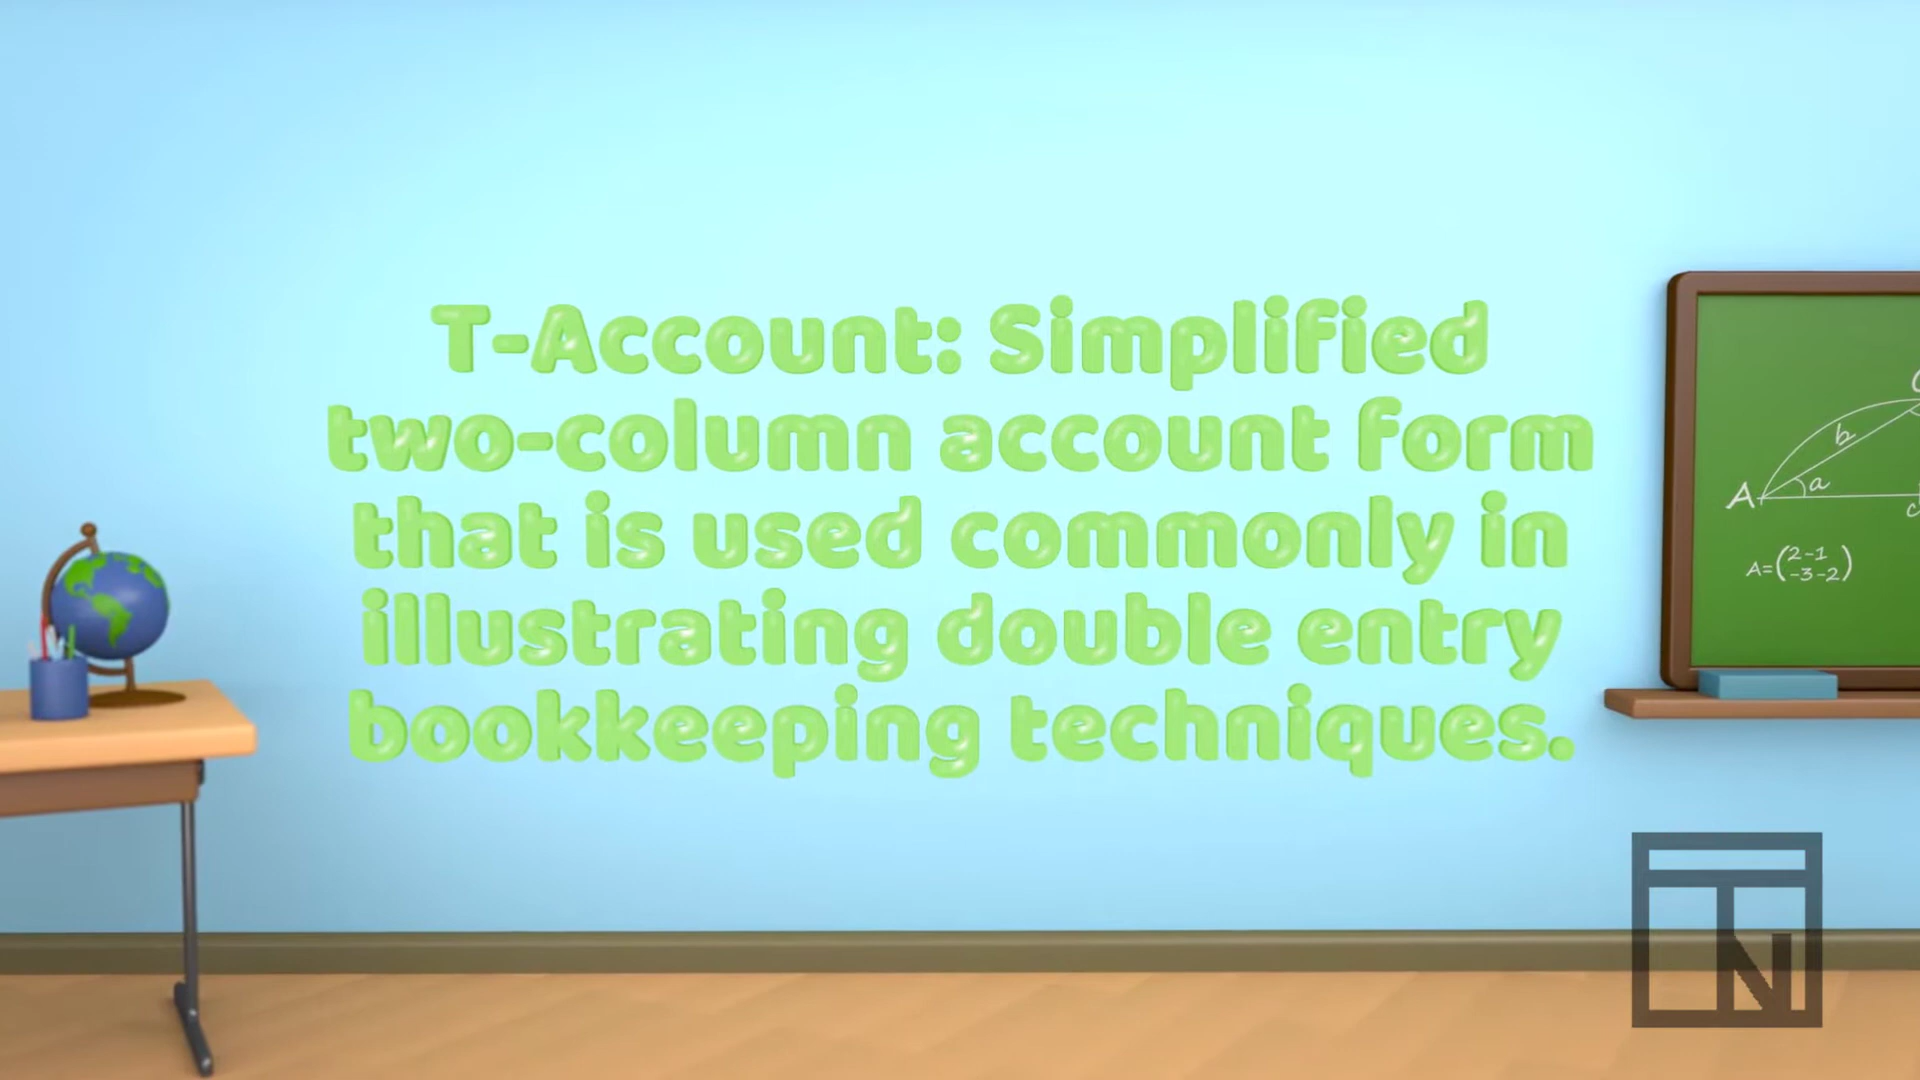 T-Account: Simplified
two-column account form
that is used commonly in
illustrating double entry
bookkeeping techniques.
b
A
a
A=(2-1
-3-2)
TN